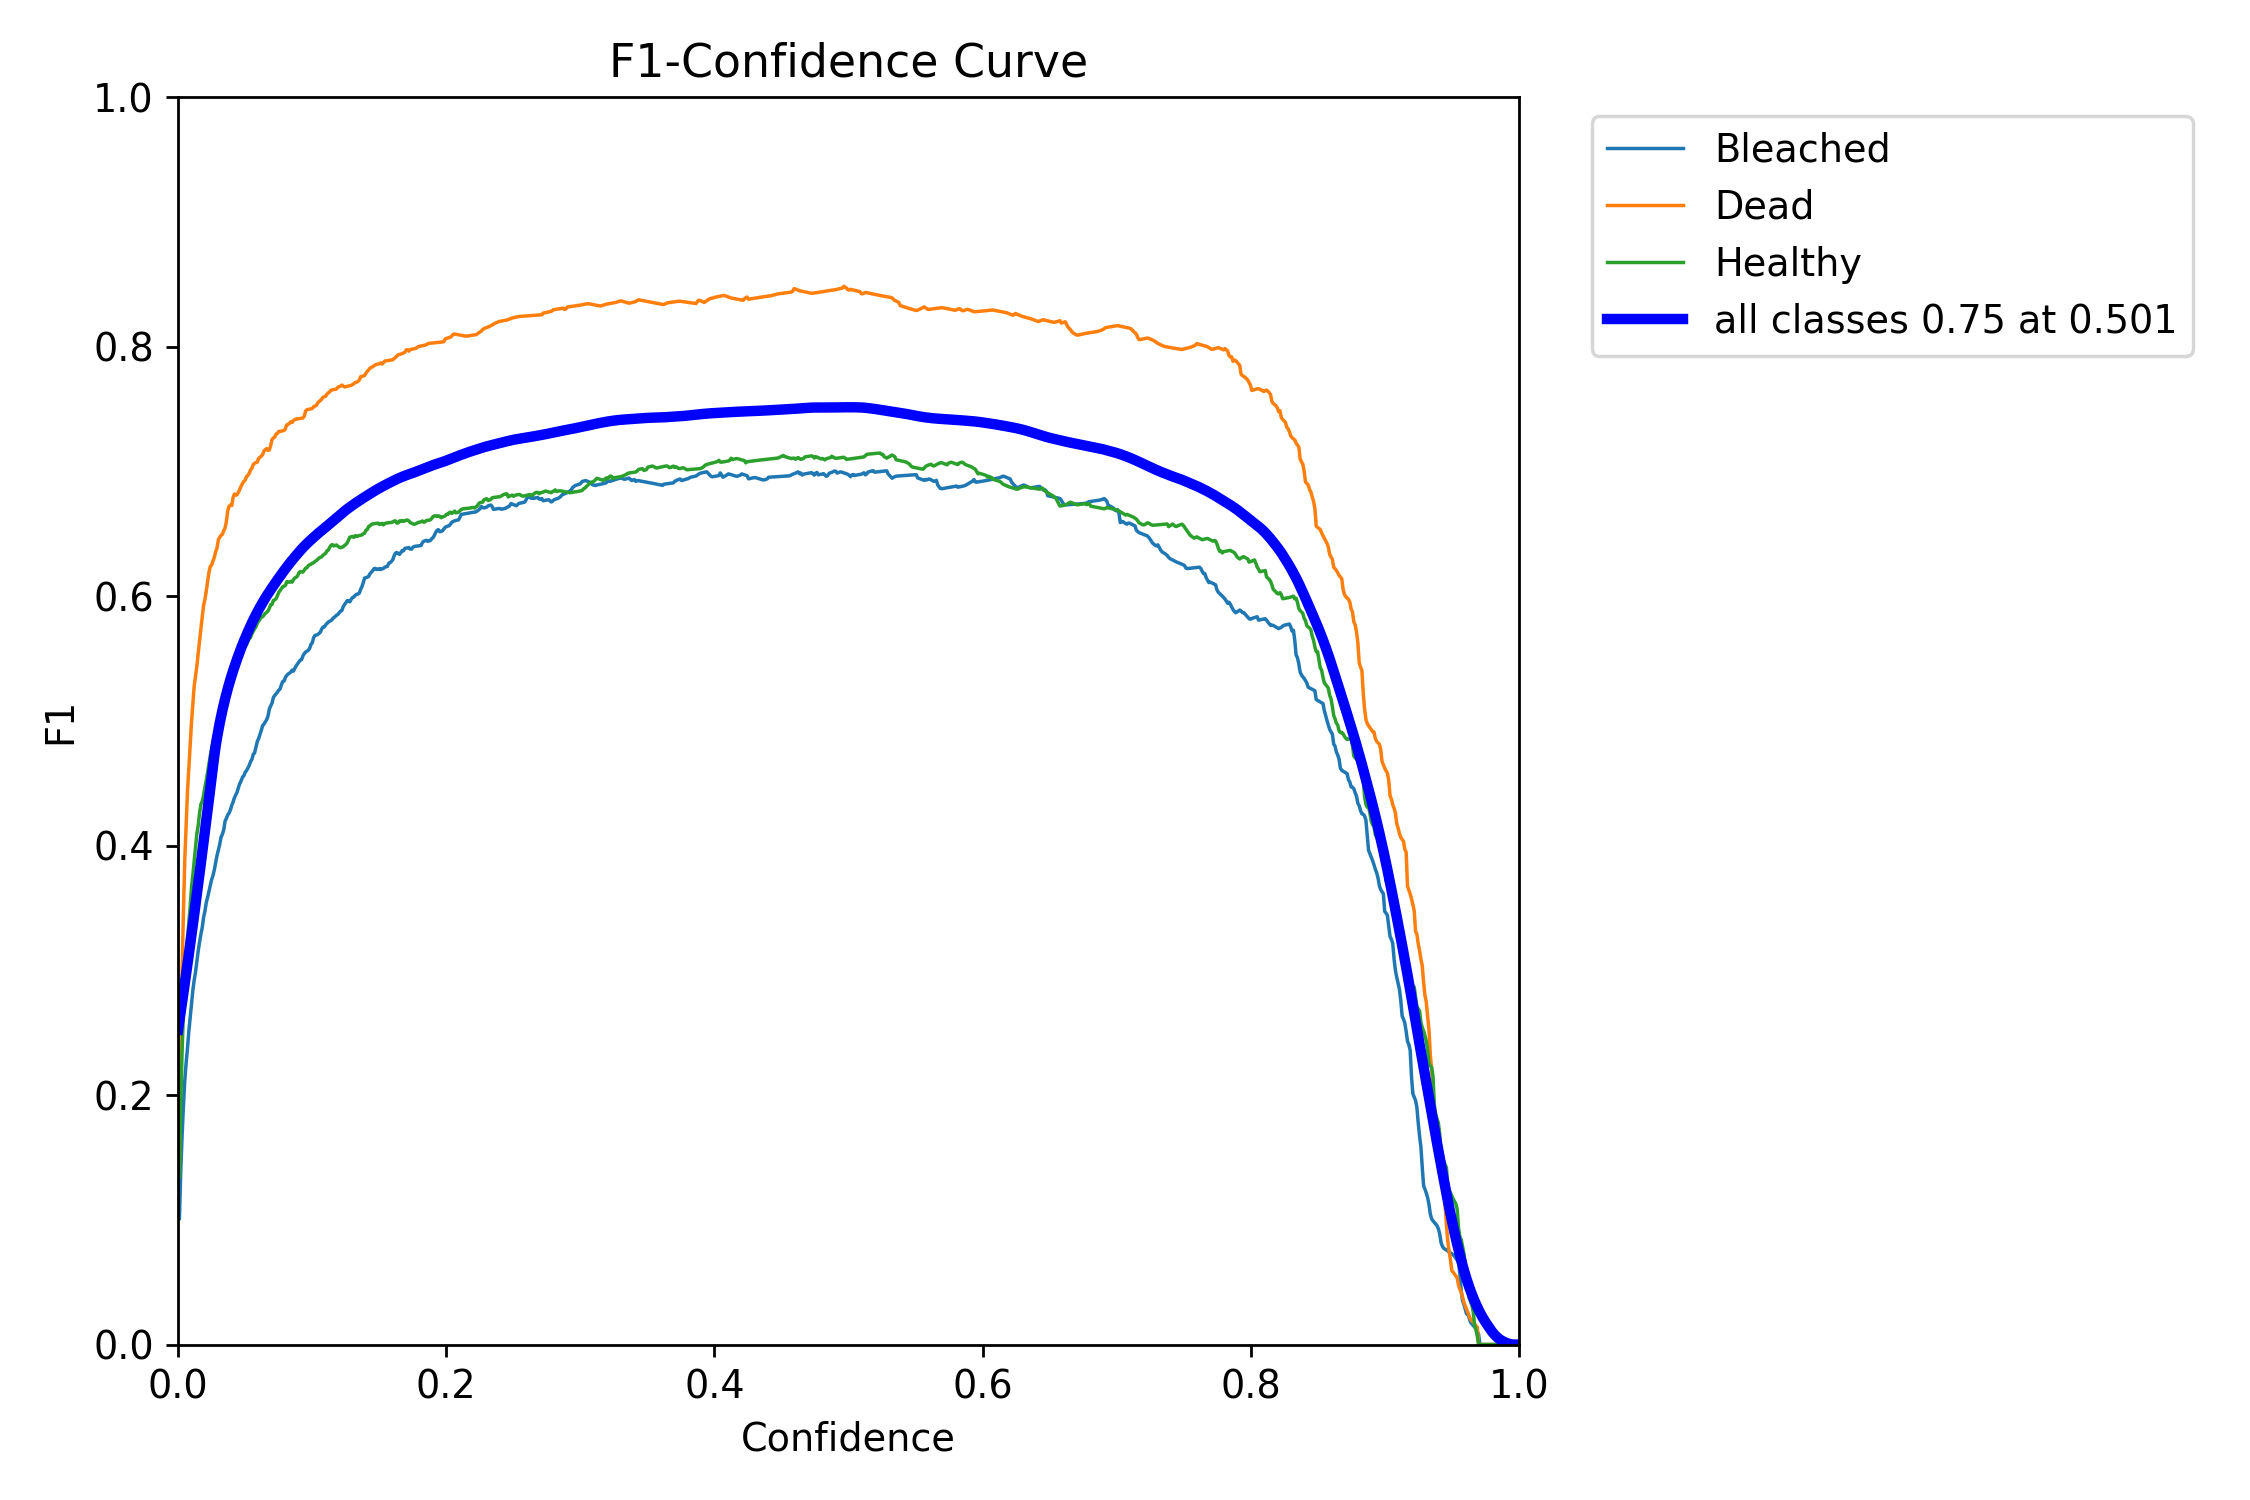 F1-Confidence Curve
1.0
0.8
0.6
0.4
0.2
0.0
F1
0.0 0.2 0.4 0.6 0.8 1.0
Confidence
Bleached
Dead
Healthy
all classes 0.75 at 0.501